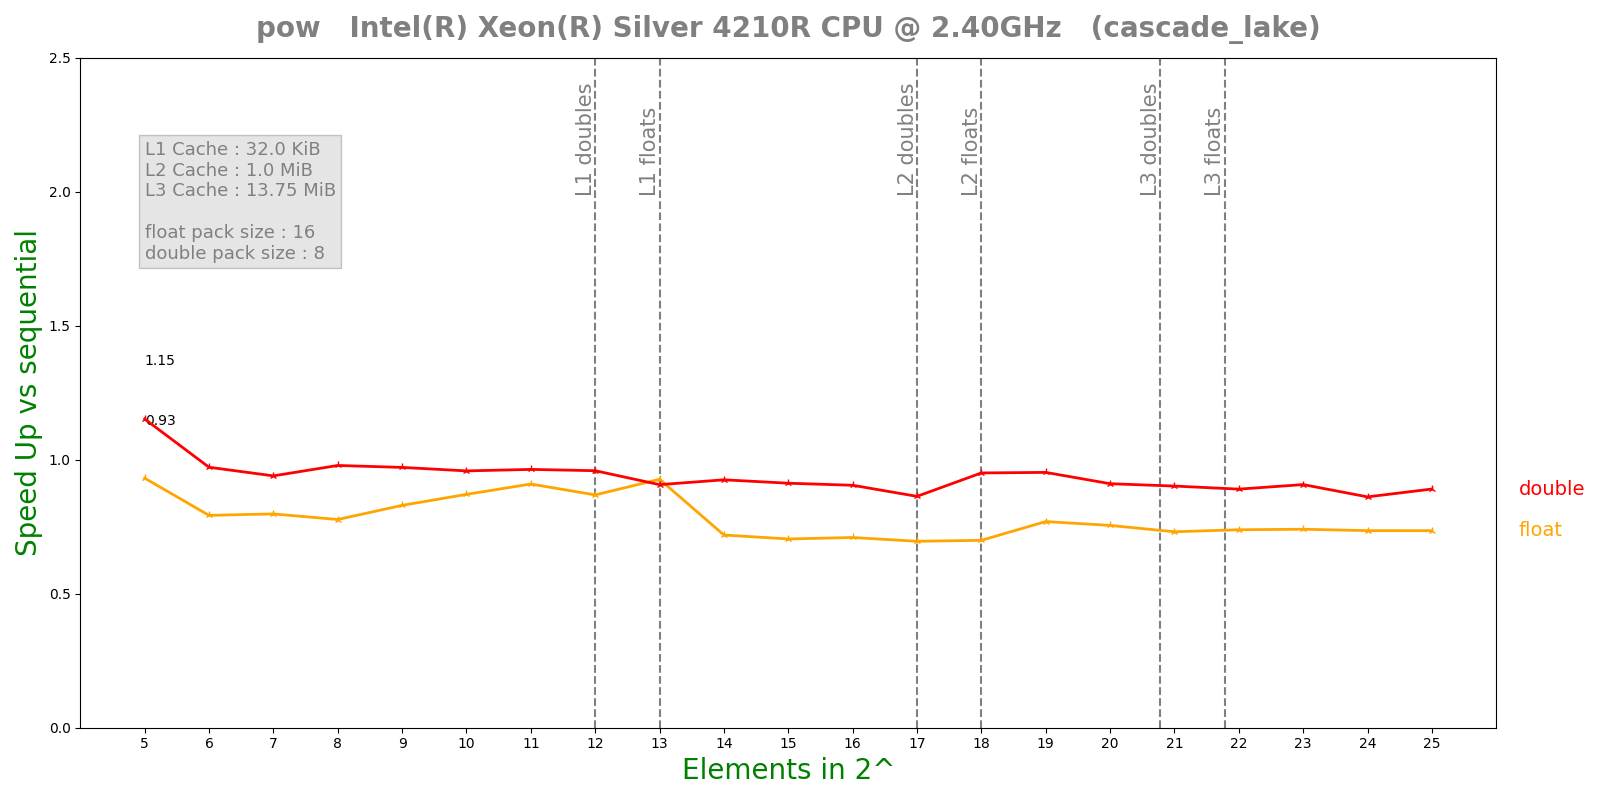 pow   Intel(R) Xeon(R) Silver 4210R CPU @ 2.40GHz   (cascade_lake)
Speed Up vs sequential
2.5
2.0
1.5
1.0
0.5
0.0
L1 Cache : 32.0 KiB
L2 Cache : 1.0 MiB
L3 Cache : 13.75 MiB
float pack size : 16
double pack size : 8
L1 doubles
L1 floats
L2 doubles
L2 floats
L3 doubles
L3 floats
1.15
0.93
double
float
5 6 7 8 9 10 11 12 13 14 15 16 17 18 19 20 21 22 23 24 25
Elements in 2^